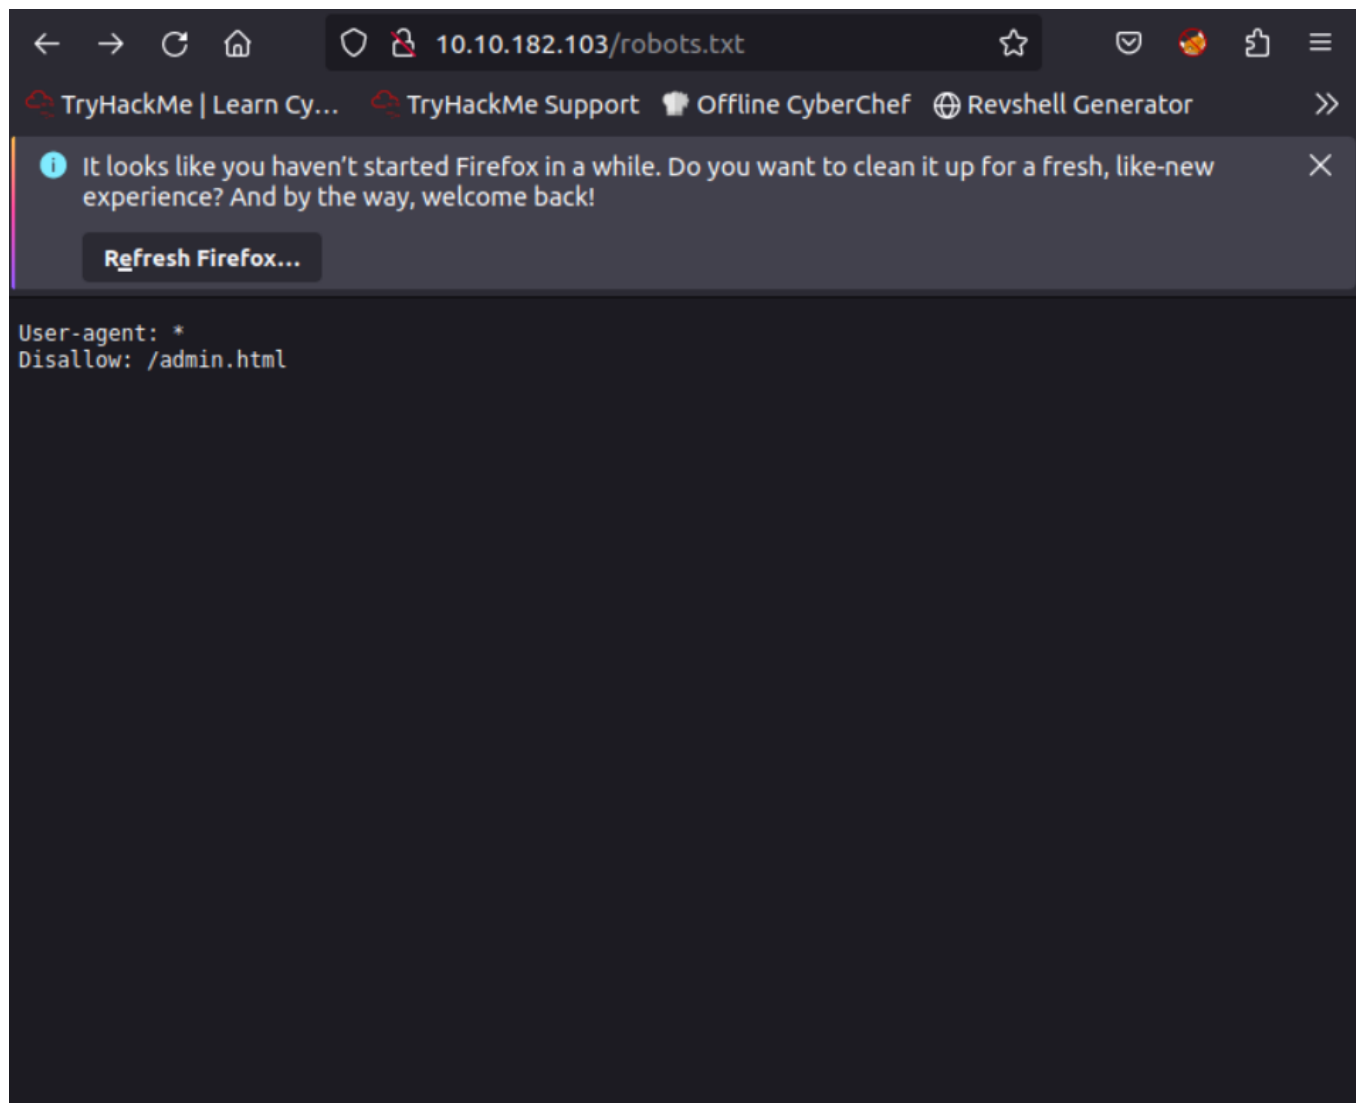 10.10.182.103/robots.txt
TryHackMe | Learn Cy... TryHackMe Support Offline CyberChef Revshell Generator
It looks like you haven't started Firefox in a while. Do you want to clean it up for a fresh, like-new
experience? And by the way, welcome back!
Refresh Firefox...
User-agent: *
Disallow: /admin.html